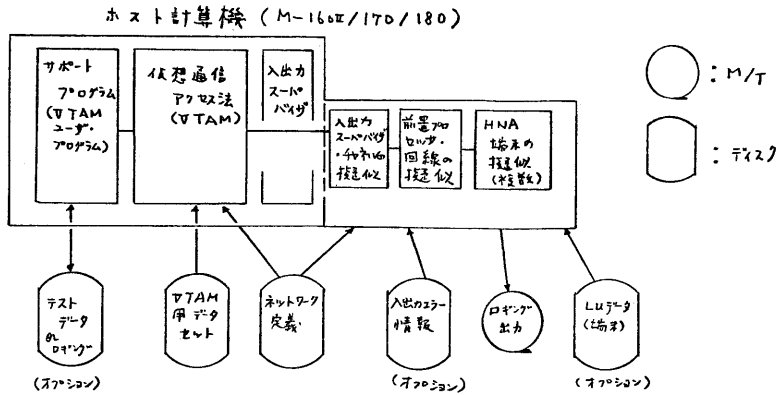 ホスト計算機 (M-160Ⅱ/170/180)
サポート
プログラム
(VTAM
ユーザ・
プログラム)
仮想通信
アクセス法
(VTAM)
入出力
スーパ
バイザ
入出力
スーパバイザ
・チャネルの
擬似
前置プロ
セッサ・
回線の
擬似
HNA
端末の
擬似
(複数)
○:M/T
:ディスク
テスト
データ
or
ロギング
(オプション)
VTAM
用データ
セット
ネットワーク
定義
入出力エラー
情報
(オプション)
ロギング
出力
LUデータ
(端末)
(オプション)